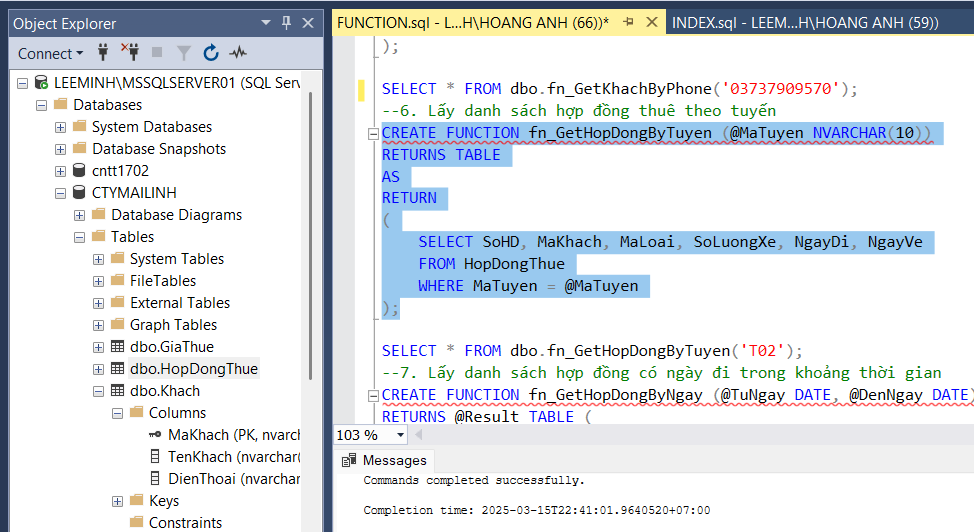 Object Explorer
Connect
LEEMINH\MSSQLSERVER01 (SQL Serv
Databases
System Databases
Database Snapshots
cntt1702
CTYMAILINH
Database Diagrams
Tables
System Tables
FileTables
External Tables
Graph Tables
dbo.GiaThue
dbo.HopDongThue
dbo.Khach
Columns
MaKhach (PK, nvarch
TenKhach (nvarchar(
DienThoai (nvarchar
Keys
Constraints
FUNCTION.sql - L...H\HOANG ANH (66))*
INDEX.sql - LEEM...H\HOANG ANH (59))
);
SELECT * FROM dbo.fn_GetKhachByPhone('03737909570');
--6. Lấy danh sách hợp đồng thuê theo tuyến
CREATE FUNCTION fn_GetHopDongByTuyen (@MaTuyen NVARCHAR(10))
RETURNS TABLE
AS
RETURN
(
SELECT SoHD, MaKhach, MaLoai, SoLuongXe, NgayDi, NgayVe
FROM HopDongThue
WHERE MaTuyen = @MaTuyen
);
SELECT * FROM dbo.fn_GetHopDongByTuyen('T02');
--7. Lấy danh sách hợp đồng có ngày đi trong khoảng thời gian
CREATE FUNCTION fn_GetHopDongByNgay (@TuNgay DATE, @DenNgay DATE)
RETURNS @Result TABLE (
103 %
Messages
Commands completed successfully.
Completion time: 2025-03-15T22:41:01.9640520+07:00